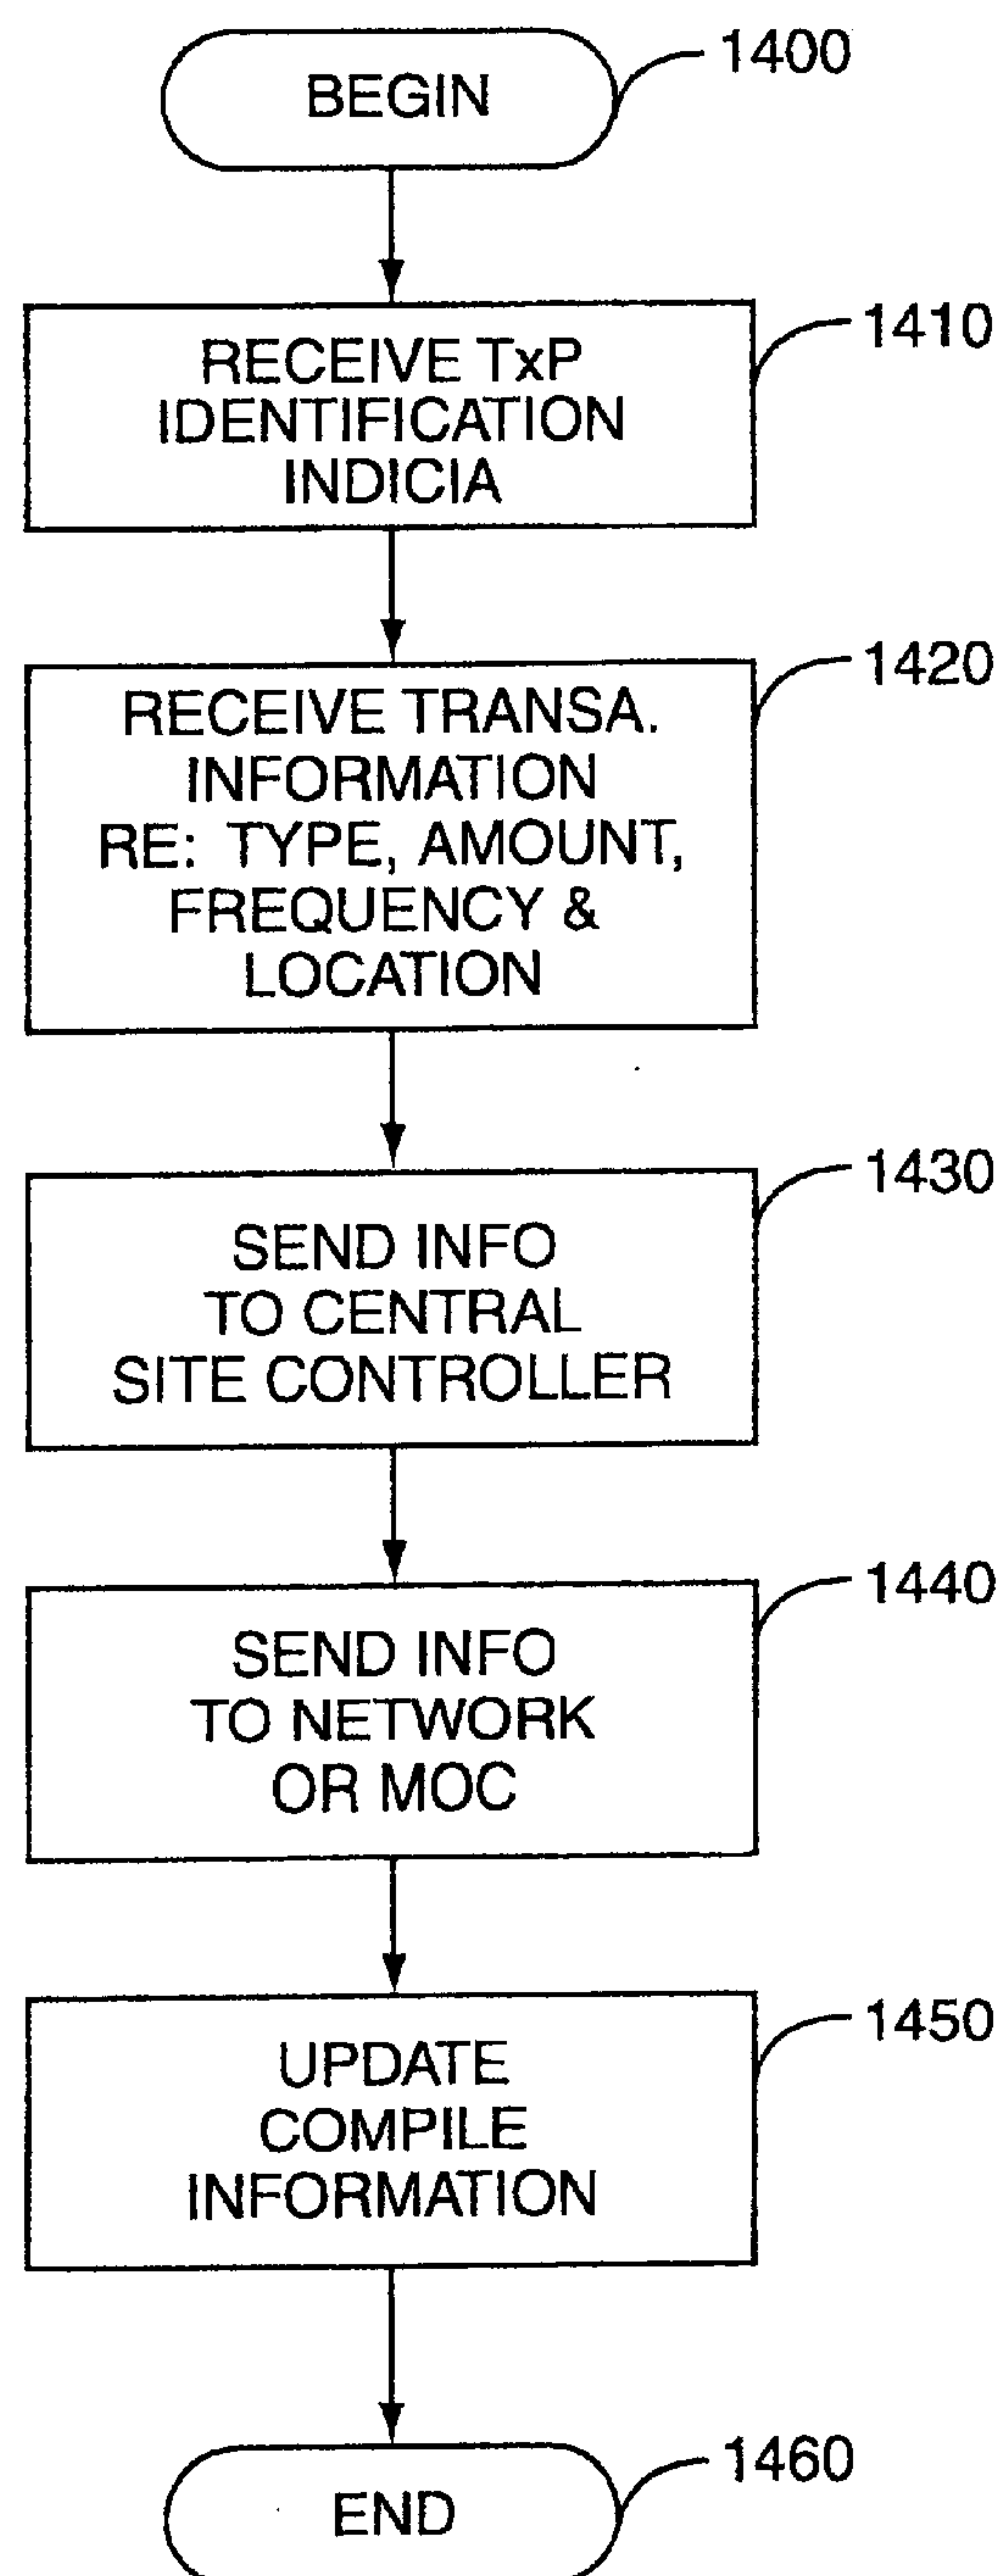 BEGIN
1400
RECEIVE TxP
IDENTIFICATION
INDICIA
1410
RECEIVE TRANSA.
INFORMATION
RE: TYPE, AMOUNT,
FREQUENCY &
LOCATION
1420
SEND INFO
TO CENTRAL
SITE CONTROLLER
1430
SEND INFO
TO NETWORK
OR MOC
1440
UPDATE
COMPILE
INFORMATION
1450
END
1460